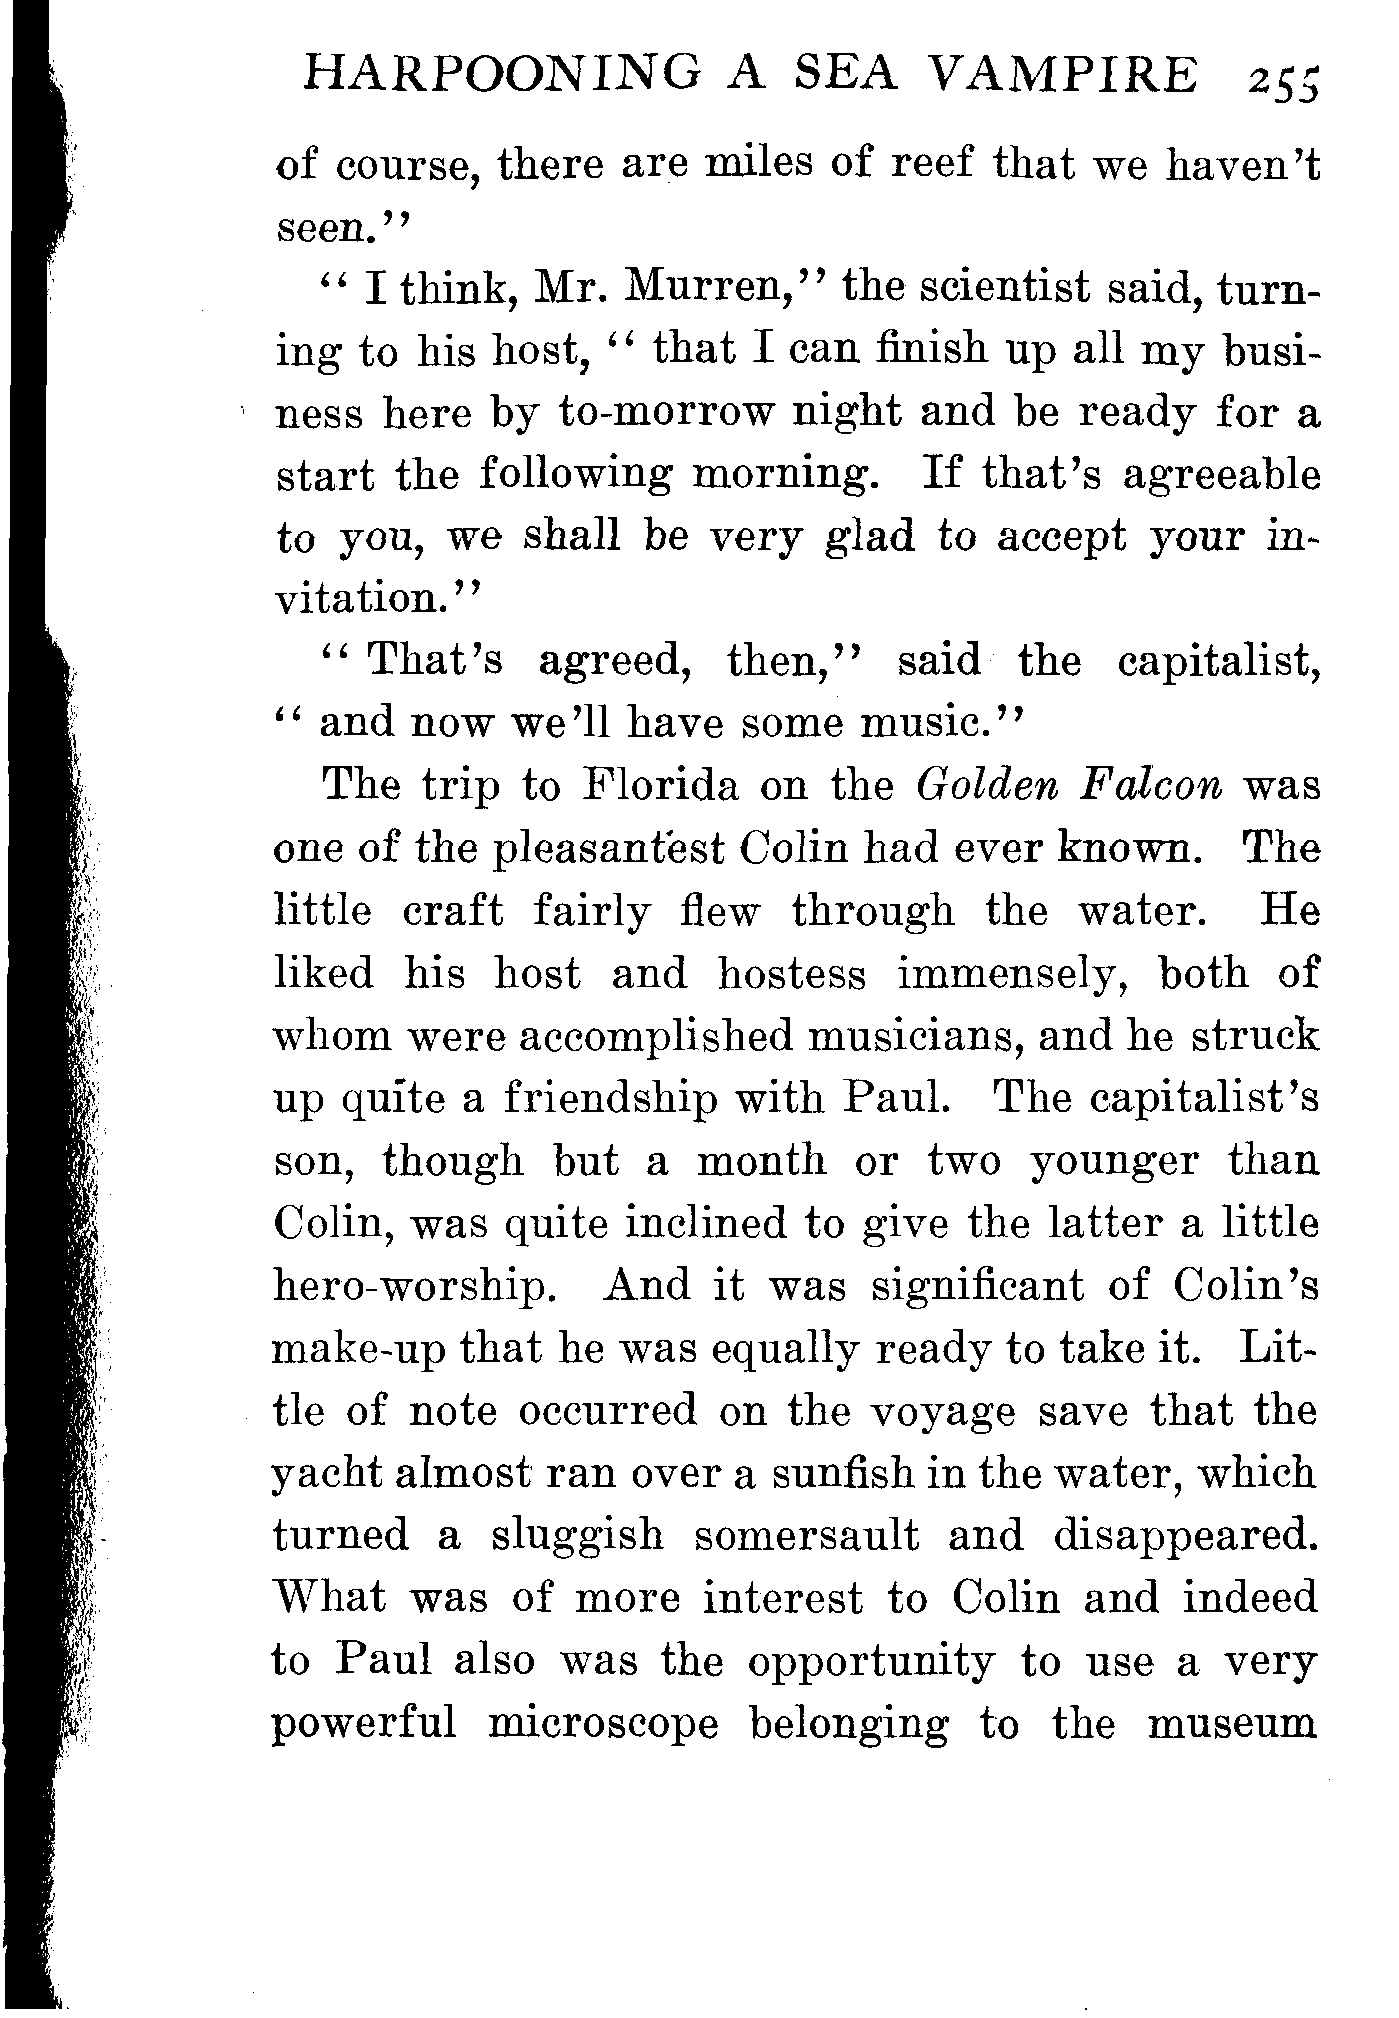 HARPOONING A SEA VAMPIRE 255
of course, there are miles of reef that we haven't
seen."
" I think, Mr. Murren," the scientist said, turn-
ing to his host, " that I can finish up all my busi-
ness here by to-morrow night and be ready for a
start the following morning. If that's agreeable
to you, we shall be very glad to accept your in-
vitation."
" That's agreed, then," said the capitalist,
" and now we'll have some music."
The trip to Florida on the Golden Falcon was
one of the pleasantest Colin had ever known. The
little craft fairly flew through the water. He
liked his host and hostess immensely, both of
whom were accomplished musicians, and he struck
up quite a friendship with Paul. The capitalist's
son, though but a month or two younger than
Colin, was quite inclined to give the latter a little
hero-worship. And it was significant of Colin's
make-up that he was equally ready to take it. Lit-
tle of note occurred on the voyage save that the
yacht almost ran over a sunfish in the water, which
turned a sluggish somersault and disappeared.
What was of more interest to Colin and indeed
to Paul also was the opportunity to use a very
powerful microscope belonging to the museum